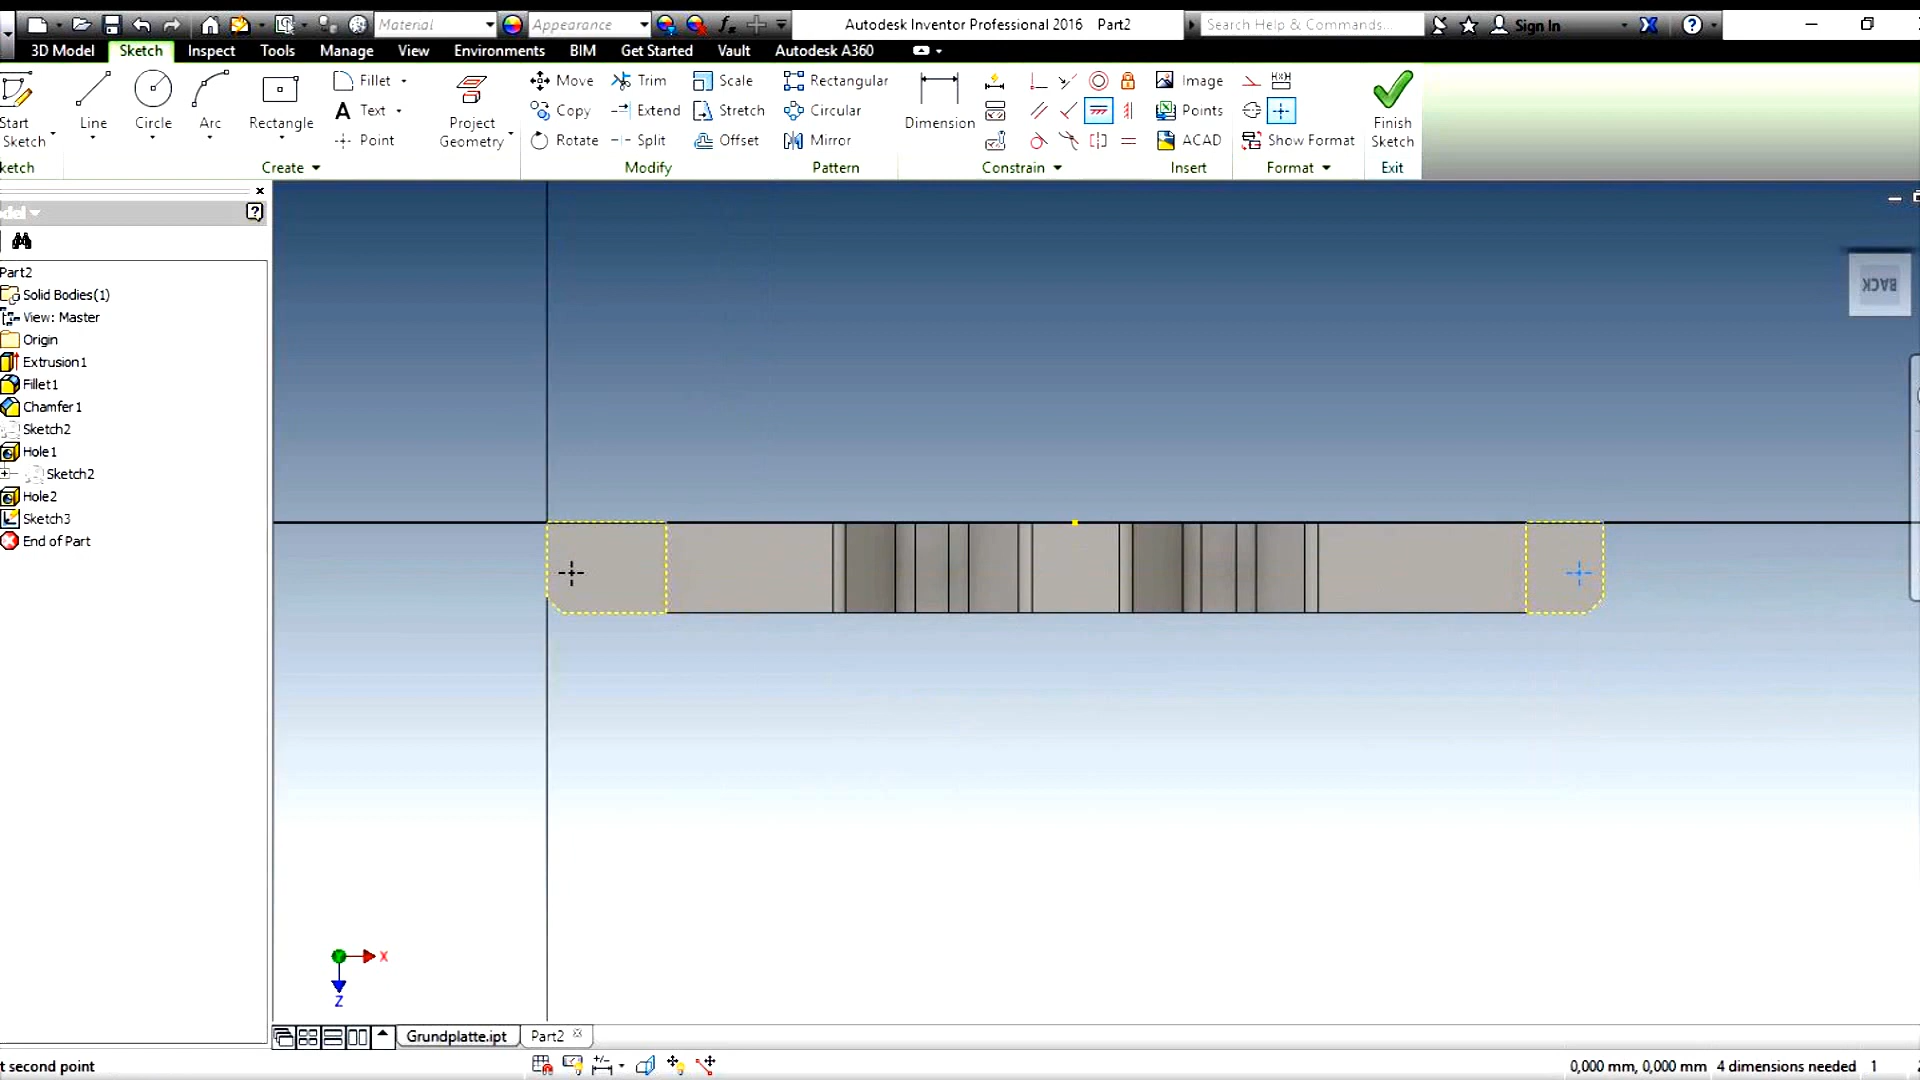 Material Appearance Autodesk Inventor Professional 2016 Part2 Search Help & Commands... Sign In
3D Model Sketch Inspect Tools Manage View Environments BIM Get Started Vault Autodesk A360
Start Sketch
Line
Circle
Arc
Rectangle
Fillet
Text
Point
Project Geometry
Move Trim Scale
Copy Extend Stretch
Rotate Split Offset
Rectangular
Circular
Mirror
Dimension
Image
Points
ACAD
Show Format
Finish Sketch
ketch Create Modify Pattern Constrain Insert Format Exit
Part2
Solid Bodies(1)
View: Master
Origin
Extrusion1
Fillet1
Chamfer1
Sketch2
Hole1
Sketch2
Hole2
Sketch3
End of Part
BACK
X
Z
Grundplatte.ipt Part2
t second point 0,000 mm, 0,000 mm 4 dimensions needed 1